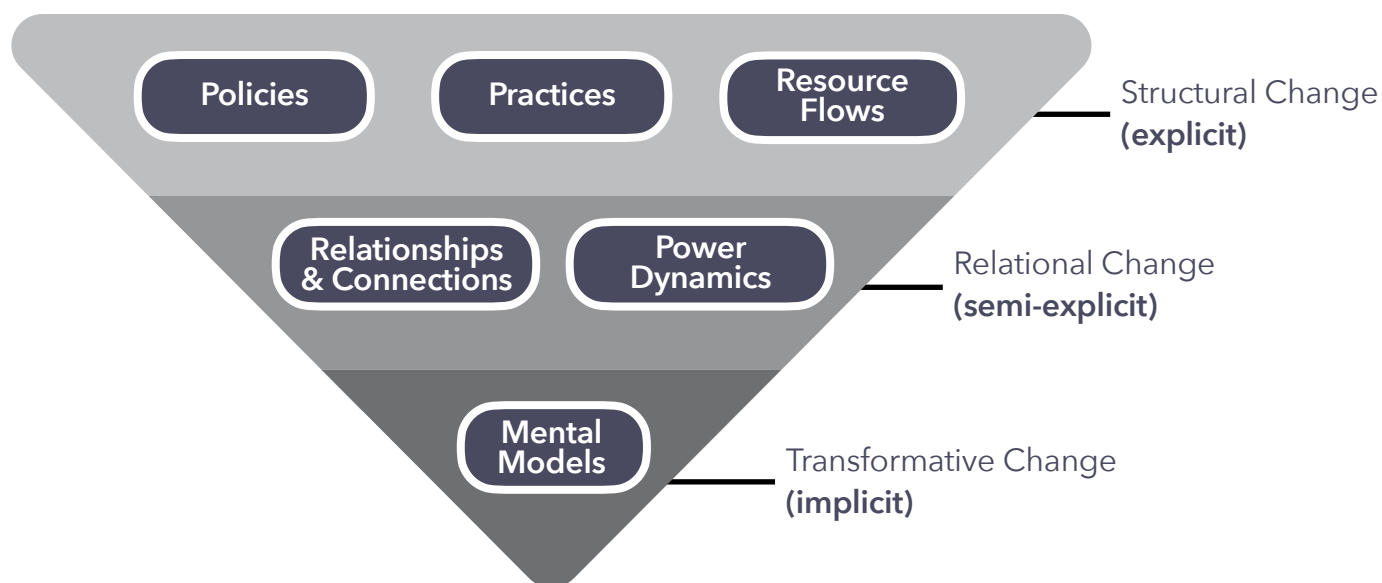 Policies
Practices
Resource
Flows
Structural Change
(explicit)
Relationships
& Connections
Power
Dynamics
Relational Change
(semi-explicit)
Mental
Models
Transformative Change
(implicit)